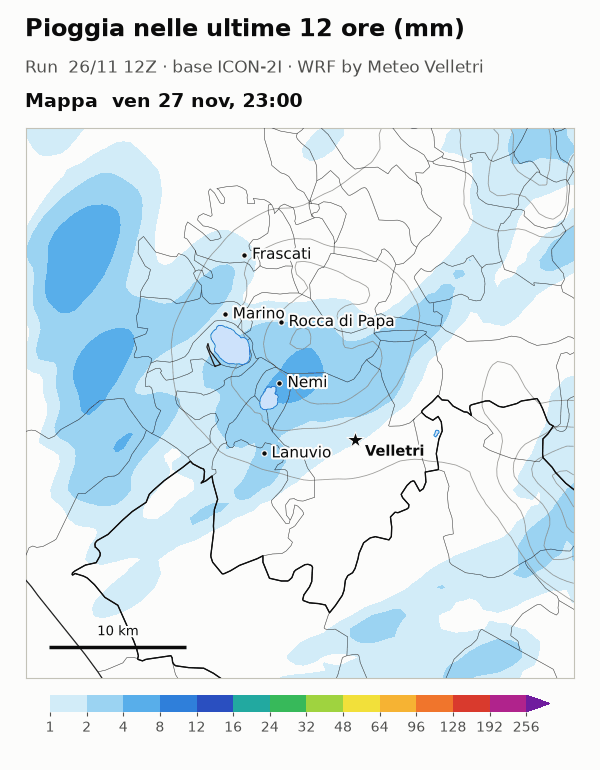 Pioggia nelle ultime 12 ore (mm)
Run  26/11 12Z · base ICON-2I · WRF by Meteo Velletri
Mappa  ven 27 nov, 23:00
Frascati
Marino
Rocca di Papa
Nemi
Velletri
Lanuvio
10 km
1 2 4 8 12 16 24 32 48 64 96 128 192 256